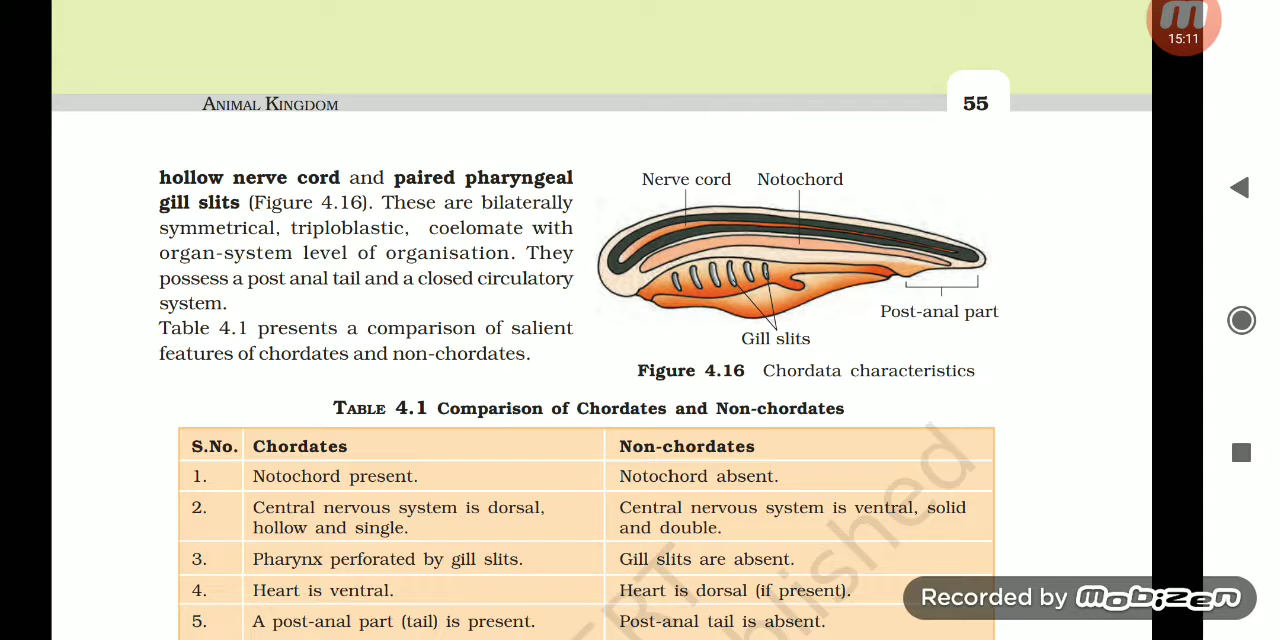 15:11
ANIMAL KINGDOM
55
hollow nerve cord and paired pharyngeal
gill slits (Figure 4.16). These are bilaterally
symmetrical, triploblastic, coelomate with
organ-system level of organisation. They
possess a post anal tail and a closed circulatory
system.
Table 4.1 presents a comparison of salient
features of chordates and non-chordates.
Nerve cord Notochord
Post-anal part
Gill slits
Figure 4.16 Chordata characteristics
TABLE 4.1 Comparison of Chordates and Non-chordates
S.No. Chordates Non-chordates
1. Notochord present. Notochord absent.
2. Central nervous system is dorsal, Central nervous system is ventral, solid
hollow and single. and double.
3. Pharynx perforated by gill slits. Gill slits are absent.
4. Heart is ventral. Heart is dorsal (if present).
5. A post-anal part (tail) is present. Post-anal tail is absent.
Recorded by mobizen